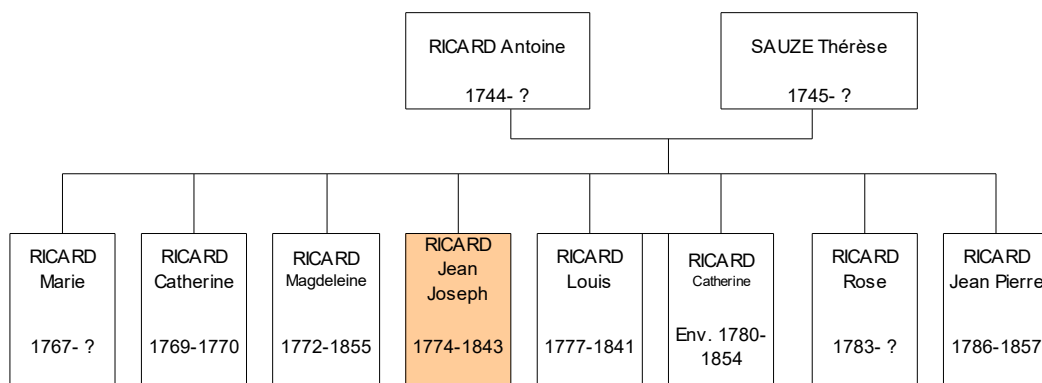 RICARD Antoine
1744- ?
SAUZE Thérèse
1745- ?
RICARD
Marie
1767- ?
RICARD
Catherine
1769-1770
RICARD
Magdeleine
1772-1855
RICARD
Jean
Joseph
1774-1843
RICARD
Louis
1777-1841
RICARD
Catherine
Env. 1780-
1854
RICARD
Rose
1783- ?
RICARD
Jean Pierre
1786-1857